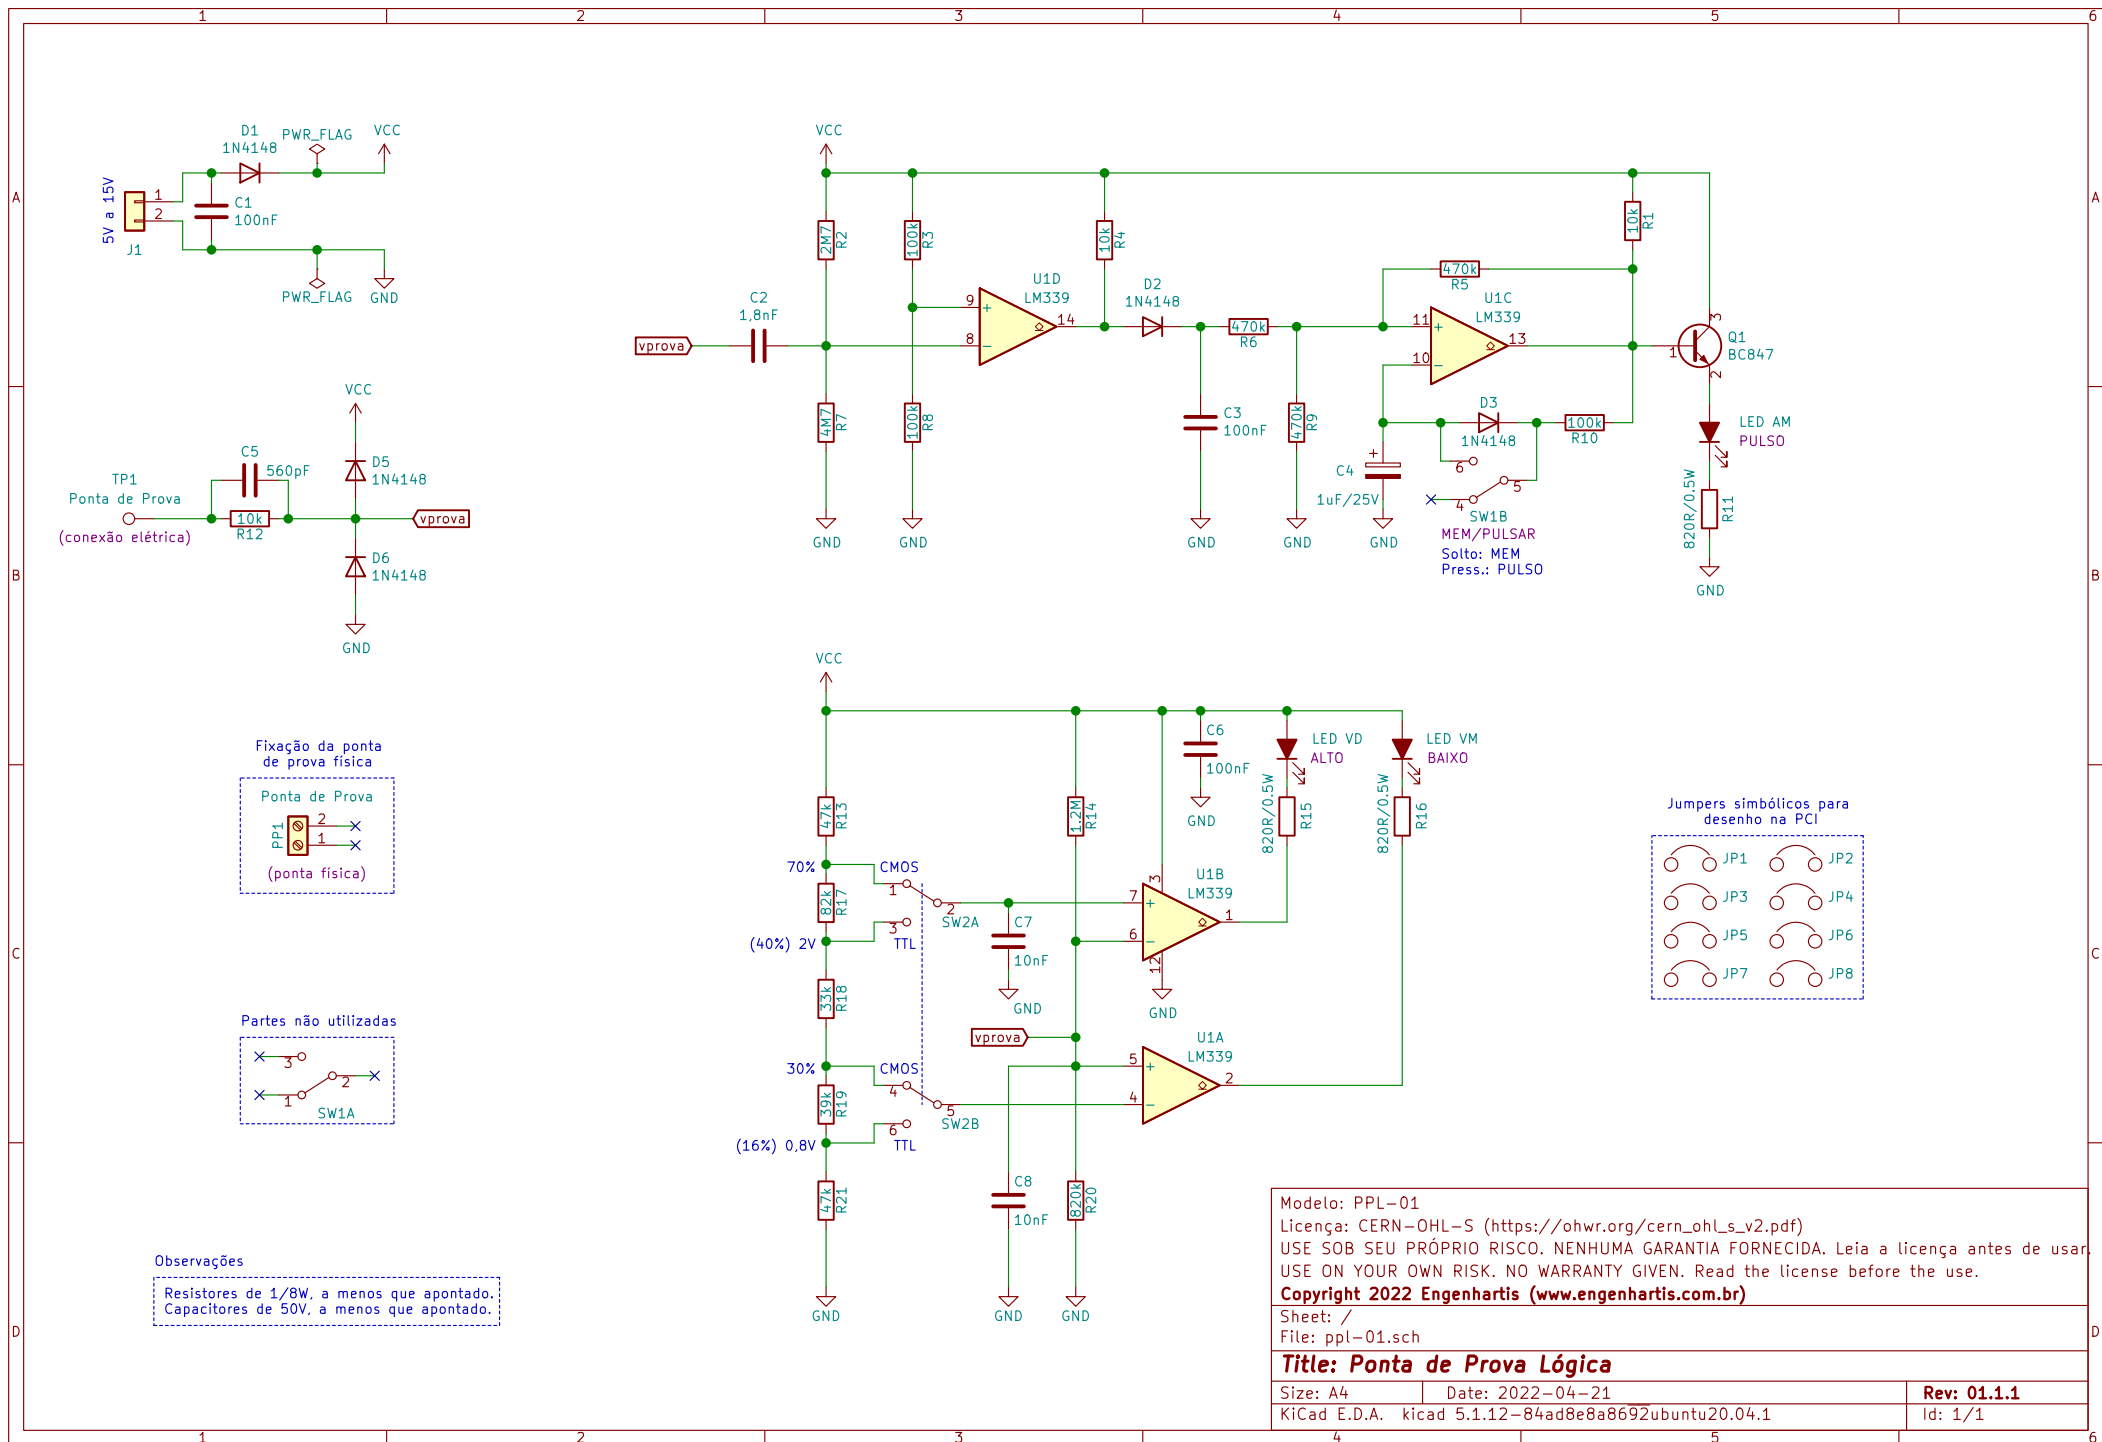 1 2 3 4 5 6
A
B
C
D
A
B
C
D
1 2 3 4 5 6
5V a 15V
J1
1
2
C1
100nF
D1
1N4148
PWR_FLAG
VCC
PWR_FLAG
GND
TP1
Ponta de Prova
(conexão elétrica)
C5
560pF
10k
R12
VCC
D5
1N4148
vprova
D6
1N4148
GND
Fixação da ponta
de prova física
Ponta de Prova
PP1
2
1
(ponta física)
Partes não utilizadas
3
2
1
SW1A
Observações
Resistores de 1/8W, a menos que apontado.
Capacitores de 50V, a menos que apontado.
VCC
2M7
R2
100k
R3
10k
R4
10k
R1
vprova
C2
1,8nF
9
8
+
−
U1D
LM339
14
D2
1N4148
470k
R6
470k
R5
11
10
+
−
U1C
LM339
13
1
3
2
Q1
BC847
4M7
R7
100k
R8
C3
100nF
470k
R9
+
C4
1uF/25V
D3
1N4148
100k
R10
6
5
4
SW1B
MEM/PULSAR
Solto: MEM
Press.: PULSO
LED AM
PULSO
820R/0.5W
R11
GND
GND
GND
GND
GND
GND
VCC
47k
R13
70%
CMOS
1
2
3
SW2A
82k
R17
(40%) 2V
TTL
33k
R18
30%
CMOS
4
5
6
SW2B
39k
R19
(16%) 0,8V
TTL
47k
R21
GND
1.2M
R14
C7
10nF
GND
vprova
C8
10nF
GND
820k
R20
GND
C6
100nF
GND
7
6
+
−
3
12
U1B
LM339
1
GND
5
4
+
−
U1A
LM339
2
LED VD
ALTO
820R/0.5W
R15
LED VM
BAIXO
820R/0.5W
R16
Jumpers simbólicos para
desenho na PCI
JP1 JP2
JP3 JP4
JP5 JP6
JP7 JP8
Modelo: PPL-01
Licença: CERN-OHL-S (https://ohwr.org/cern_ohl_s_v2.pdf)
USE SOB SEU PRÓPRIO RISCO. NENHUMA GARANTIA FORNECIDA. Leia a licença antes de usar.
USE ON YOUR OWN RISK. NO WARRANTY GIVEN. Read the license before the use.
Copyright 2022 Engenhartis (www.engenhartis.com.br)
Sheet: /
File: ppl-01.sch
Title: Ponta de Prova Lógica
Size: A4 Date: 2022-04-21 Rev: 01.1.1
KiCad E.D.A. kicad 5.1.12-84ad8e8a8692ubuntu20.04.1 Id: 1/1